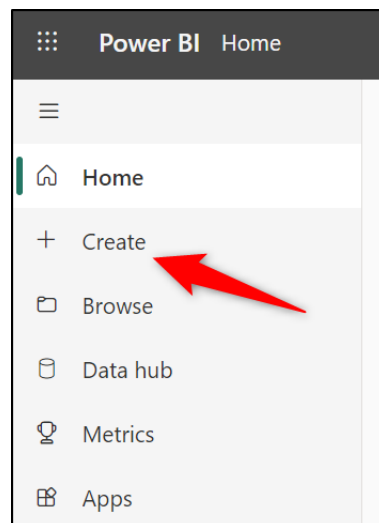 Power BI Home
Home
Create
Browse
Data hub
Metrics
Apps